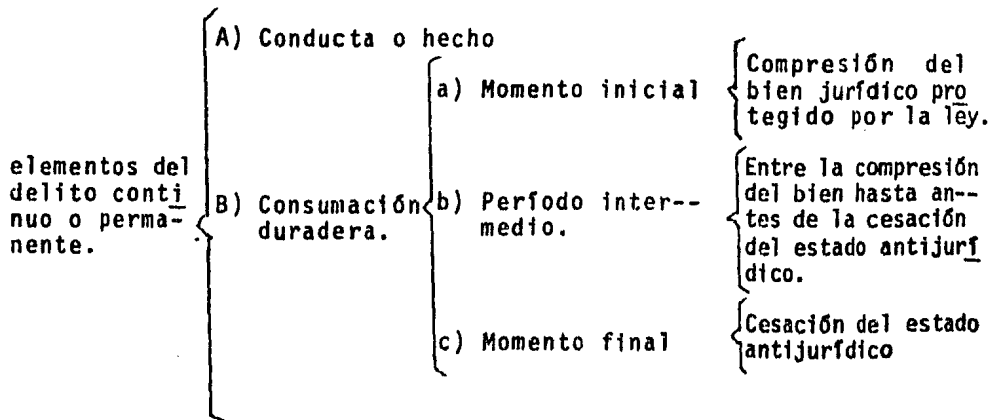 elementos del
delito conti
nuo o perma-
nente.
A) Conducta o hecho
B) Consumación
duradera.
a) Momento inicial
Compresión del
bien jurídico pro
tegido por la ley.
b) Período inter--
medio.
Entre la compresión
del bien hasta an--
tes de la cesación
del estado antijurí
dico.
c) Momento final
Cesación del estado
antijurídico